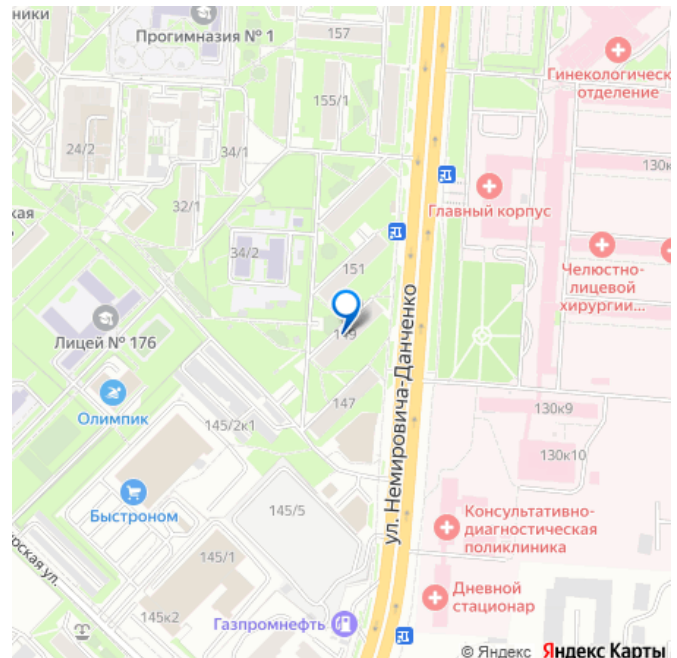 ники
Прогимназия № 1
157
Гинекологическ
отделение
155/1
24/2
34/1
130к
32/1
Главный корпус
ская
34/2
151
Челюстно-
лицевой
хирургии...
149
Лицей № 176
ул. Немировича-Данченко
147
Олимпик
145/2к1
130к9
130к10
Быстроном
145/5
Консультативно-
диагностическая
поликлиника
рская ул.
145/1
Дневной
стационар
145к2
Газпромнефть
© Яндекс Яндекс Карты